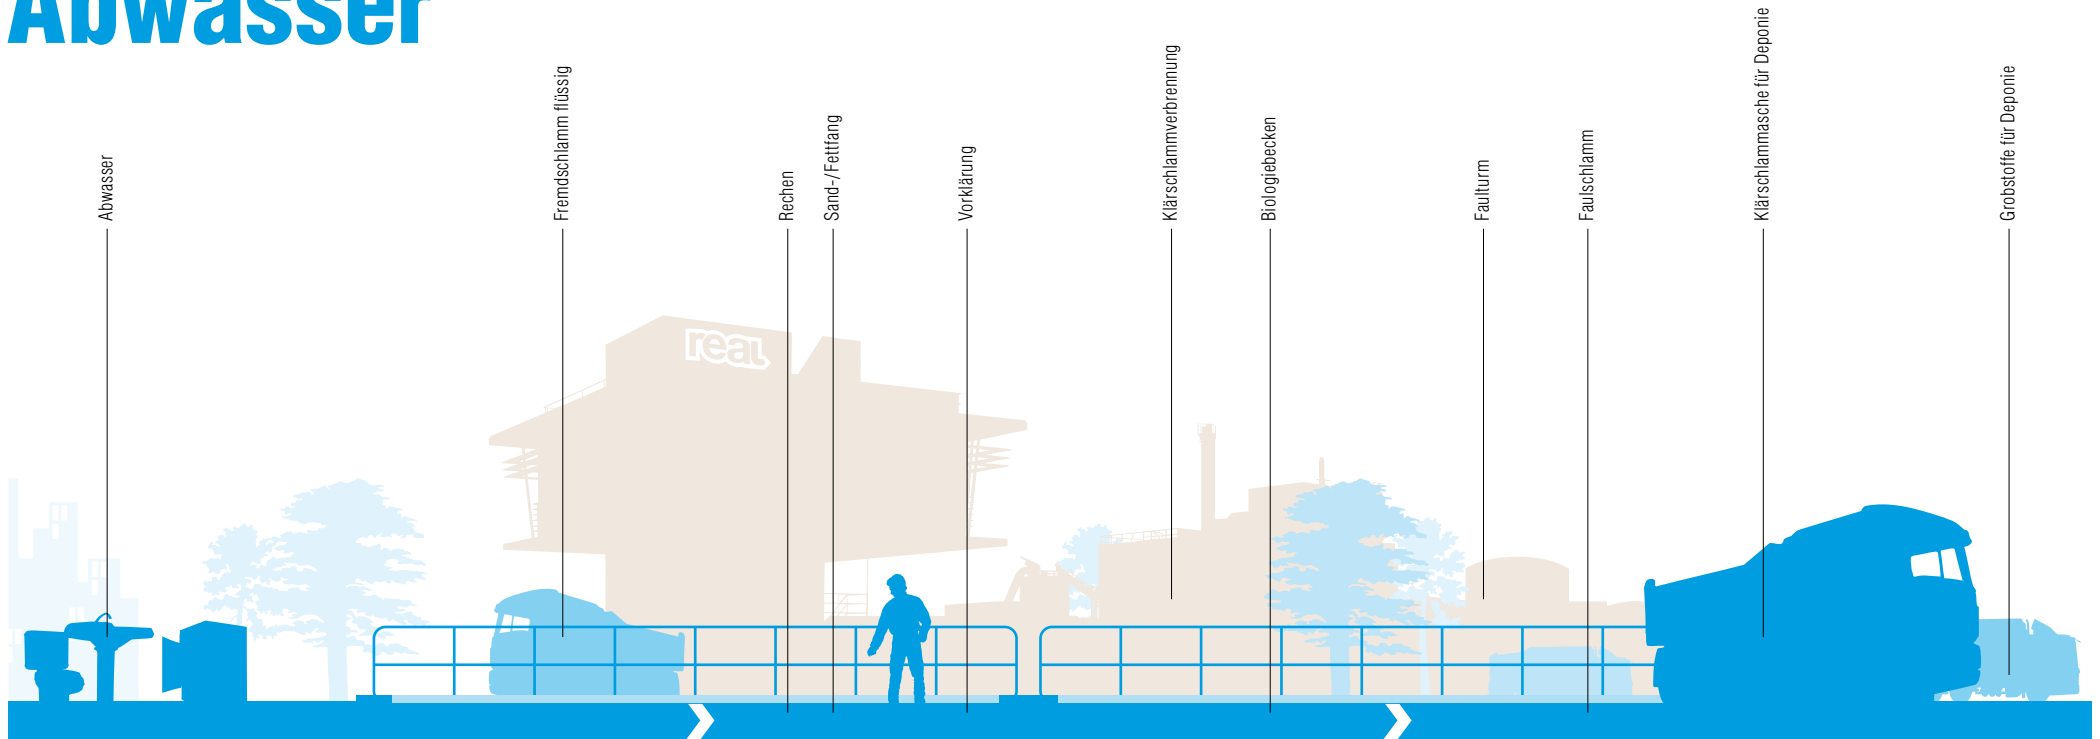 Abwasser
Abwasser
Fremdschlamm flüssig
Rechen
Sand-/Fettfang
Vorklärung
Klärschlammverbrennung
Biologiebecken
Faulturm
Faulschlamm
Klärschlammasche für Deponie
Grobstoffe für Deponie
real